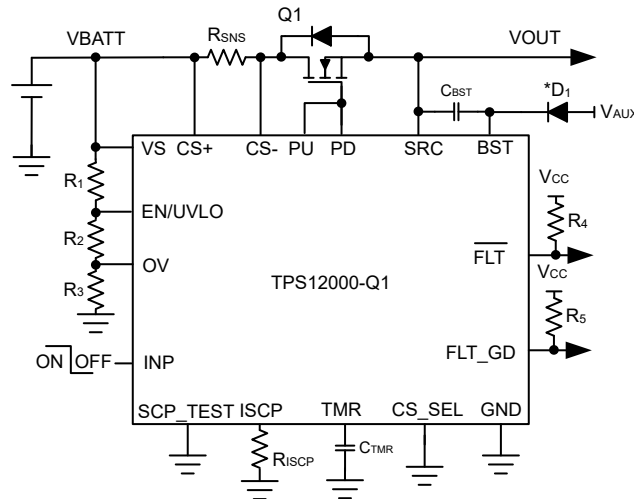 Q1
VBATT
RSNS
VOUT
CBST
*D1
VAUX
VS
CS+
CS-
PU
PD
SRC
BST
R1
EN/UVLO
R2
OV
R3
VCC
R4
FLT
TPS12000-Q1
VCC
R5
FLT_GD
ON
OFF
INP
SCP_TEST
ISCP
TMR
CS_SEL
GND
RISCP
CTMR